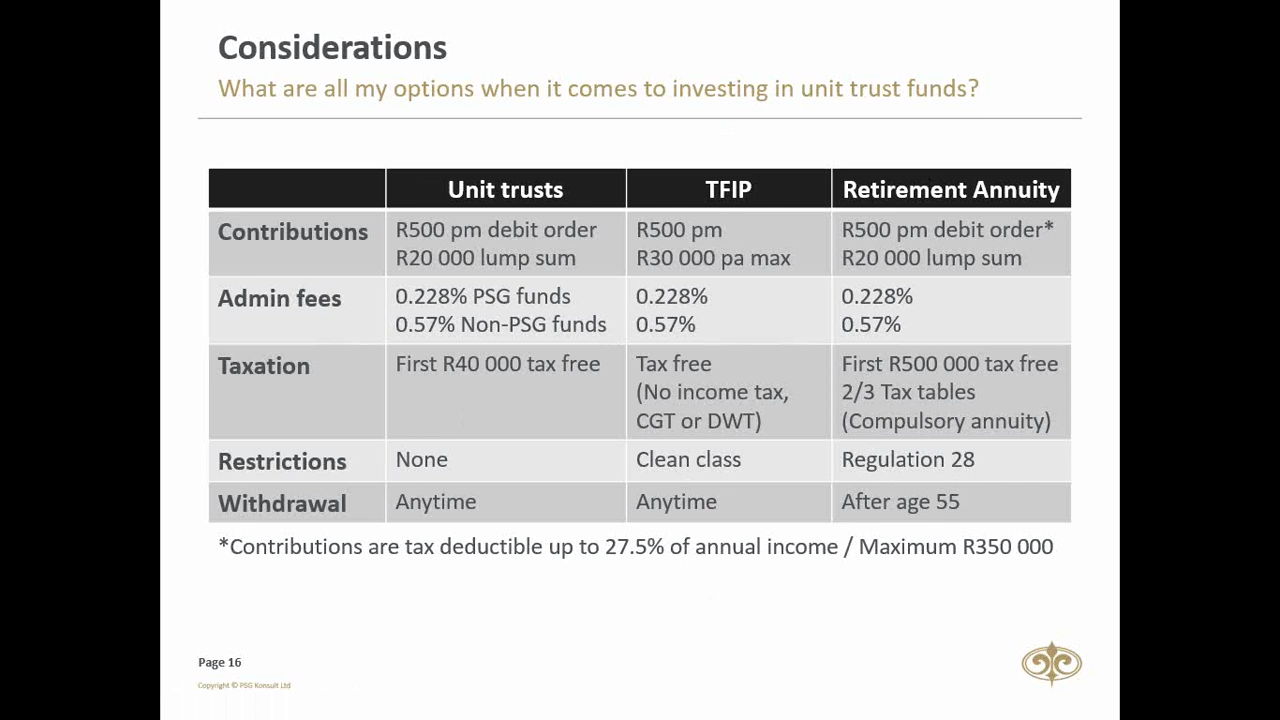 Considerations
What are all my options when it comes to investing in unit trust funds?
Unit trusts TFIP Retirement Annuity
Contributions R500 pm debit order R500 pm R500 pm debit order*
R20 000 lump sum R30 000 pa max R20 000 lump sum
Admin fees 0.228% PSG funds 0.228% 0.228%
0.57% Non-PSG funds 0.57% 0.57%
Taxation First R40 000 tax free Tax free First R500 000 tax free
(No income tax, 2/3 Tax tables
CGT or DWT) (Compulsory annuity)
Restrictions None Clean class Regulation 28
Withdrawal Anytime Anytime After age 55
*Contributions are tax deductible up to 27.5% of annual income / Maximum R350 000
Page 16
Copyright © PSG Konsult Ltd